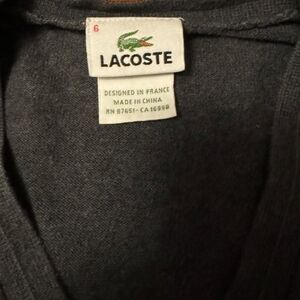 6
LACOSTE
DESIGNED IN FRANCE
MADE IN CHINA
RN 87651 - CA 16998